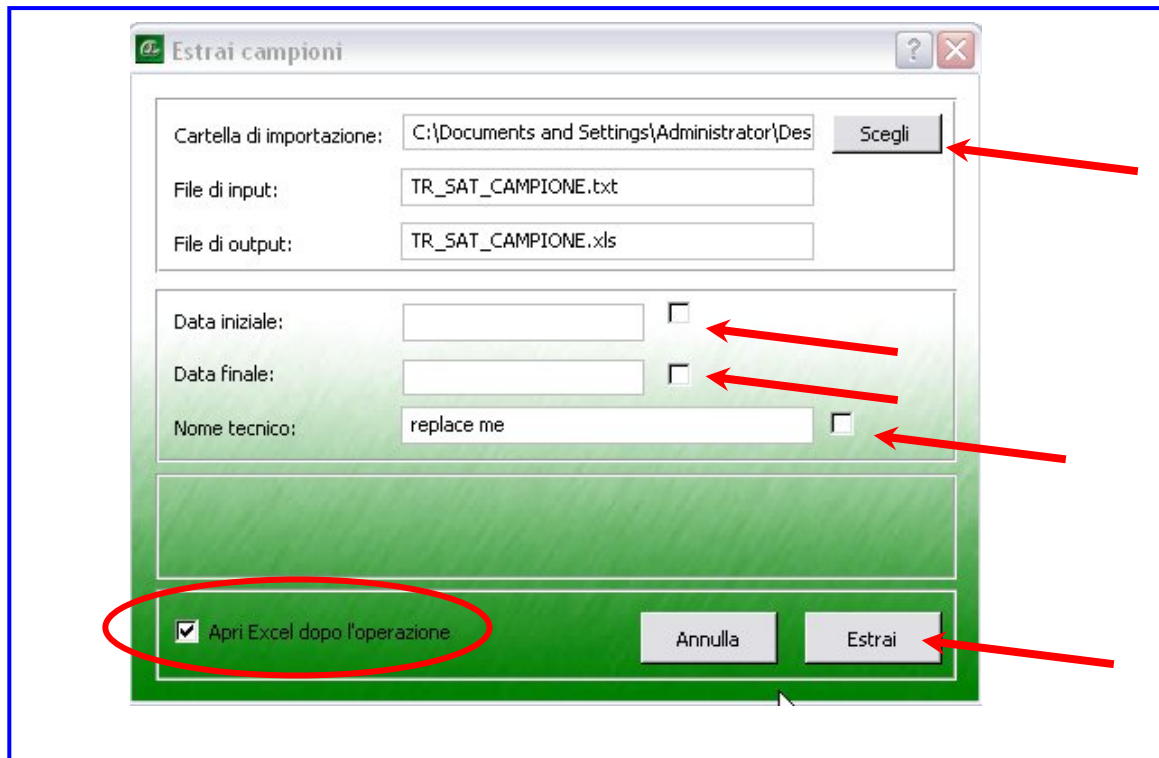 Estrai campioni
Cartella di importazione: C:\Documents and Settings\Administrator\Des Scegli
File di input: TR_SAT_CAMPIONE.txt
File di output: TR_SAT_CAMPIONE.xls
Data iniziale:
Data finale:
Nome tecnico: replace me
Apri Excel dopo l'operazione Annulla Estrai